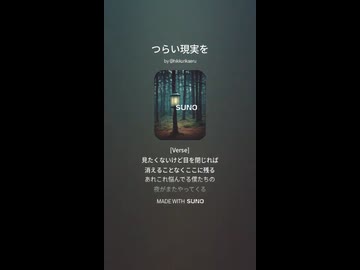 つらい現実を
SUNO
[Verse]
見たくないけど目を閉じれば
消えることなくここに残る
あれこれ悩んでる僕たちの
夜がまたやってくる
MADE WITH SUNO